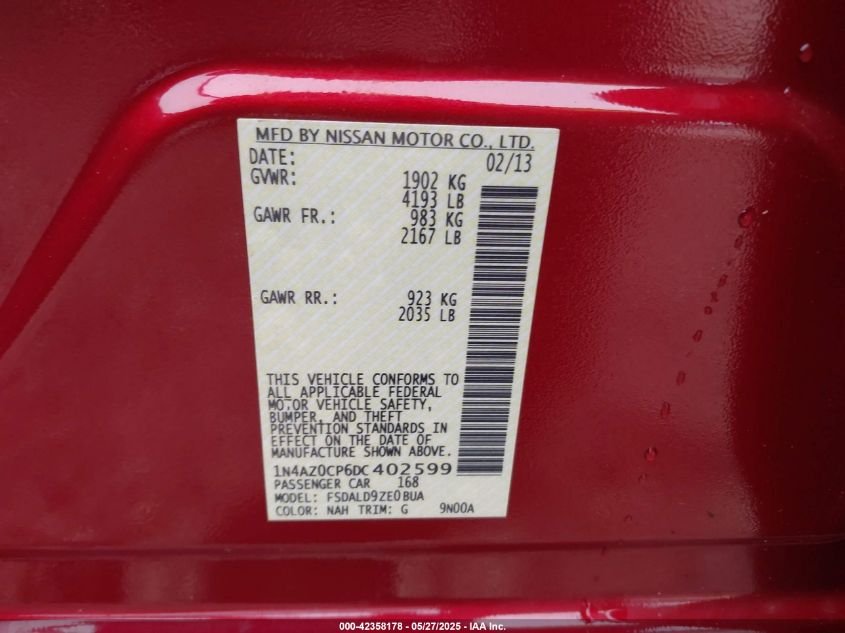 MFD BY NISSAN MOTOR CO., LTD.
DATE: 02/13
GVWR: 1902 KG
4193 LB
GAWR FR.: 983 KG
2167 LB
GAWR RR.: 923 KG
2035 LB
THIS VEHICLE CONFORMS TO
ALL APPLICABLE FEDERAL
MOTOR VEHICLE SAFETY,
BUMPER, AND THEFT
PREVENTION STANDARDS IN
EFFECT ON THE DATE OF
MANUFACTURE SHOWN ABOVE.
1N4AZ0CP6DC402599
PASSENGER CAR 168
MODEL: FSDALD9ZE0BUA
COLOR: NAH TRIM: G 9N00A
000-42358178 - 05/27/2025 - IAA Inc.